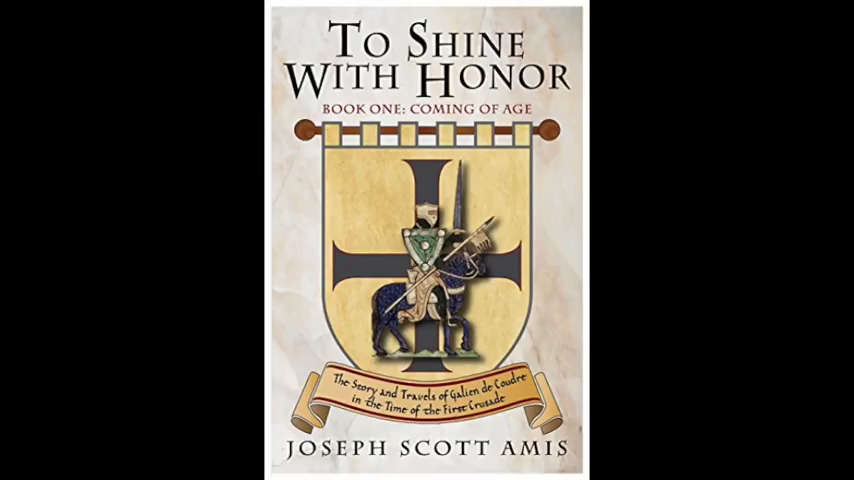 TO SHINE
WITH HONOR
BOOK ONE: COMING OF AGE
The Story and Travels of Galien de Coudre
in the Time of the First Crusade
JOSEPH SCOTT AMIS